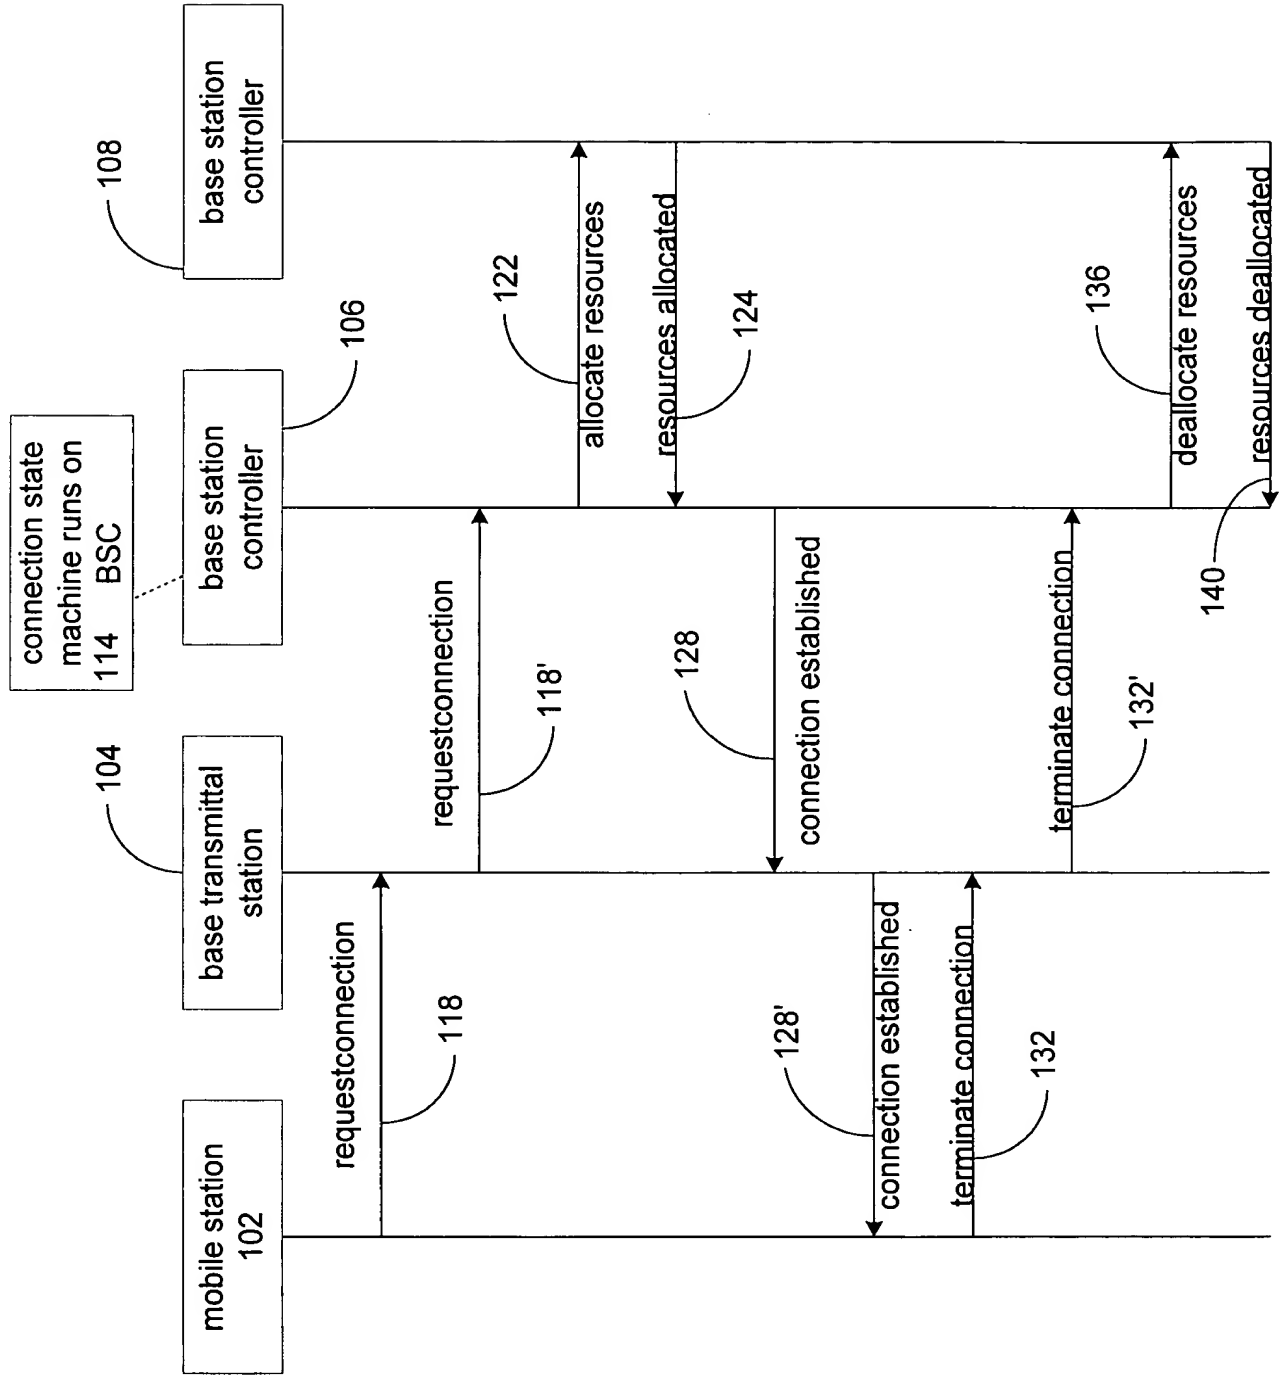 connection state
machine runs on
114 BSC
mobile station
102
104
base transmittal
station
base station
controller
106
108
base station
controller
requestconnection
118
requestconnection
118'
122
allocate resources
resources allocated
124
128
connection established
128'
connection established
terminate connection
132
terminate connection
132'
136
deallocate resources
resources deallocated
140